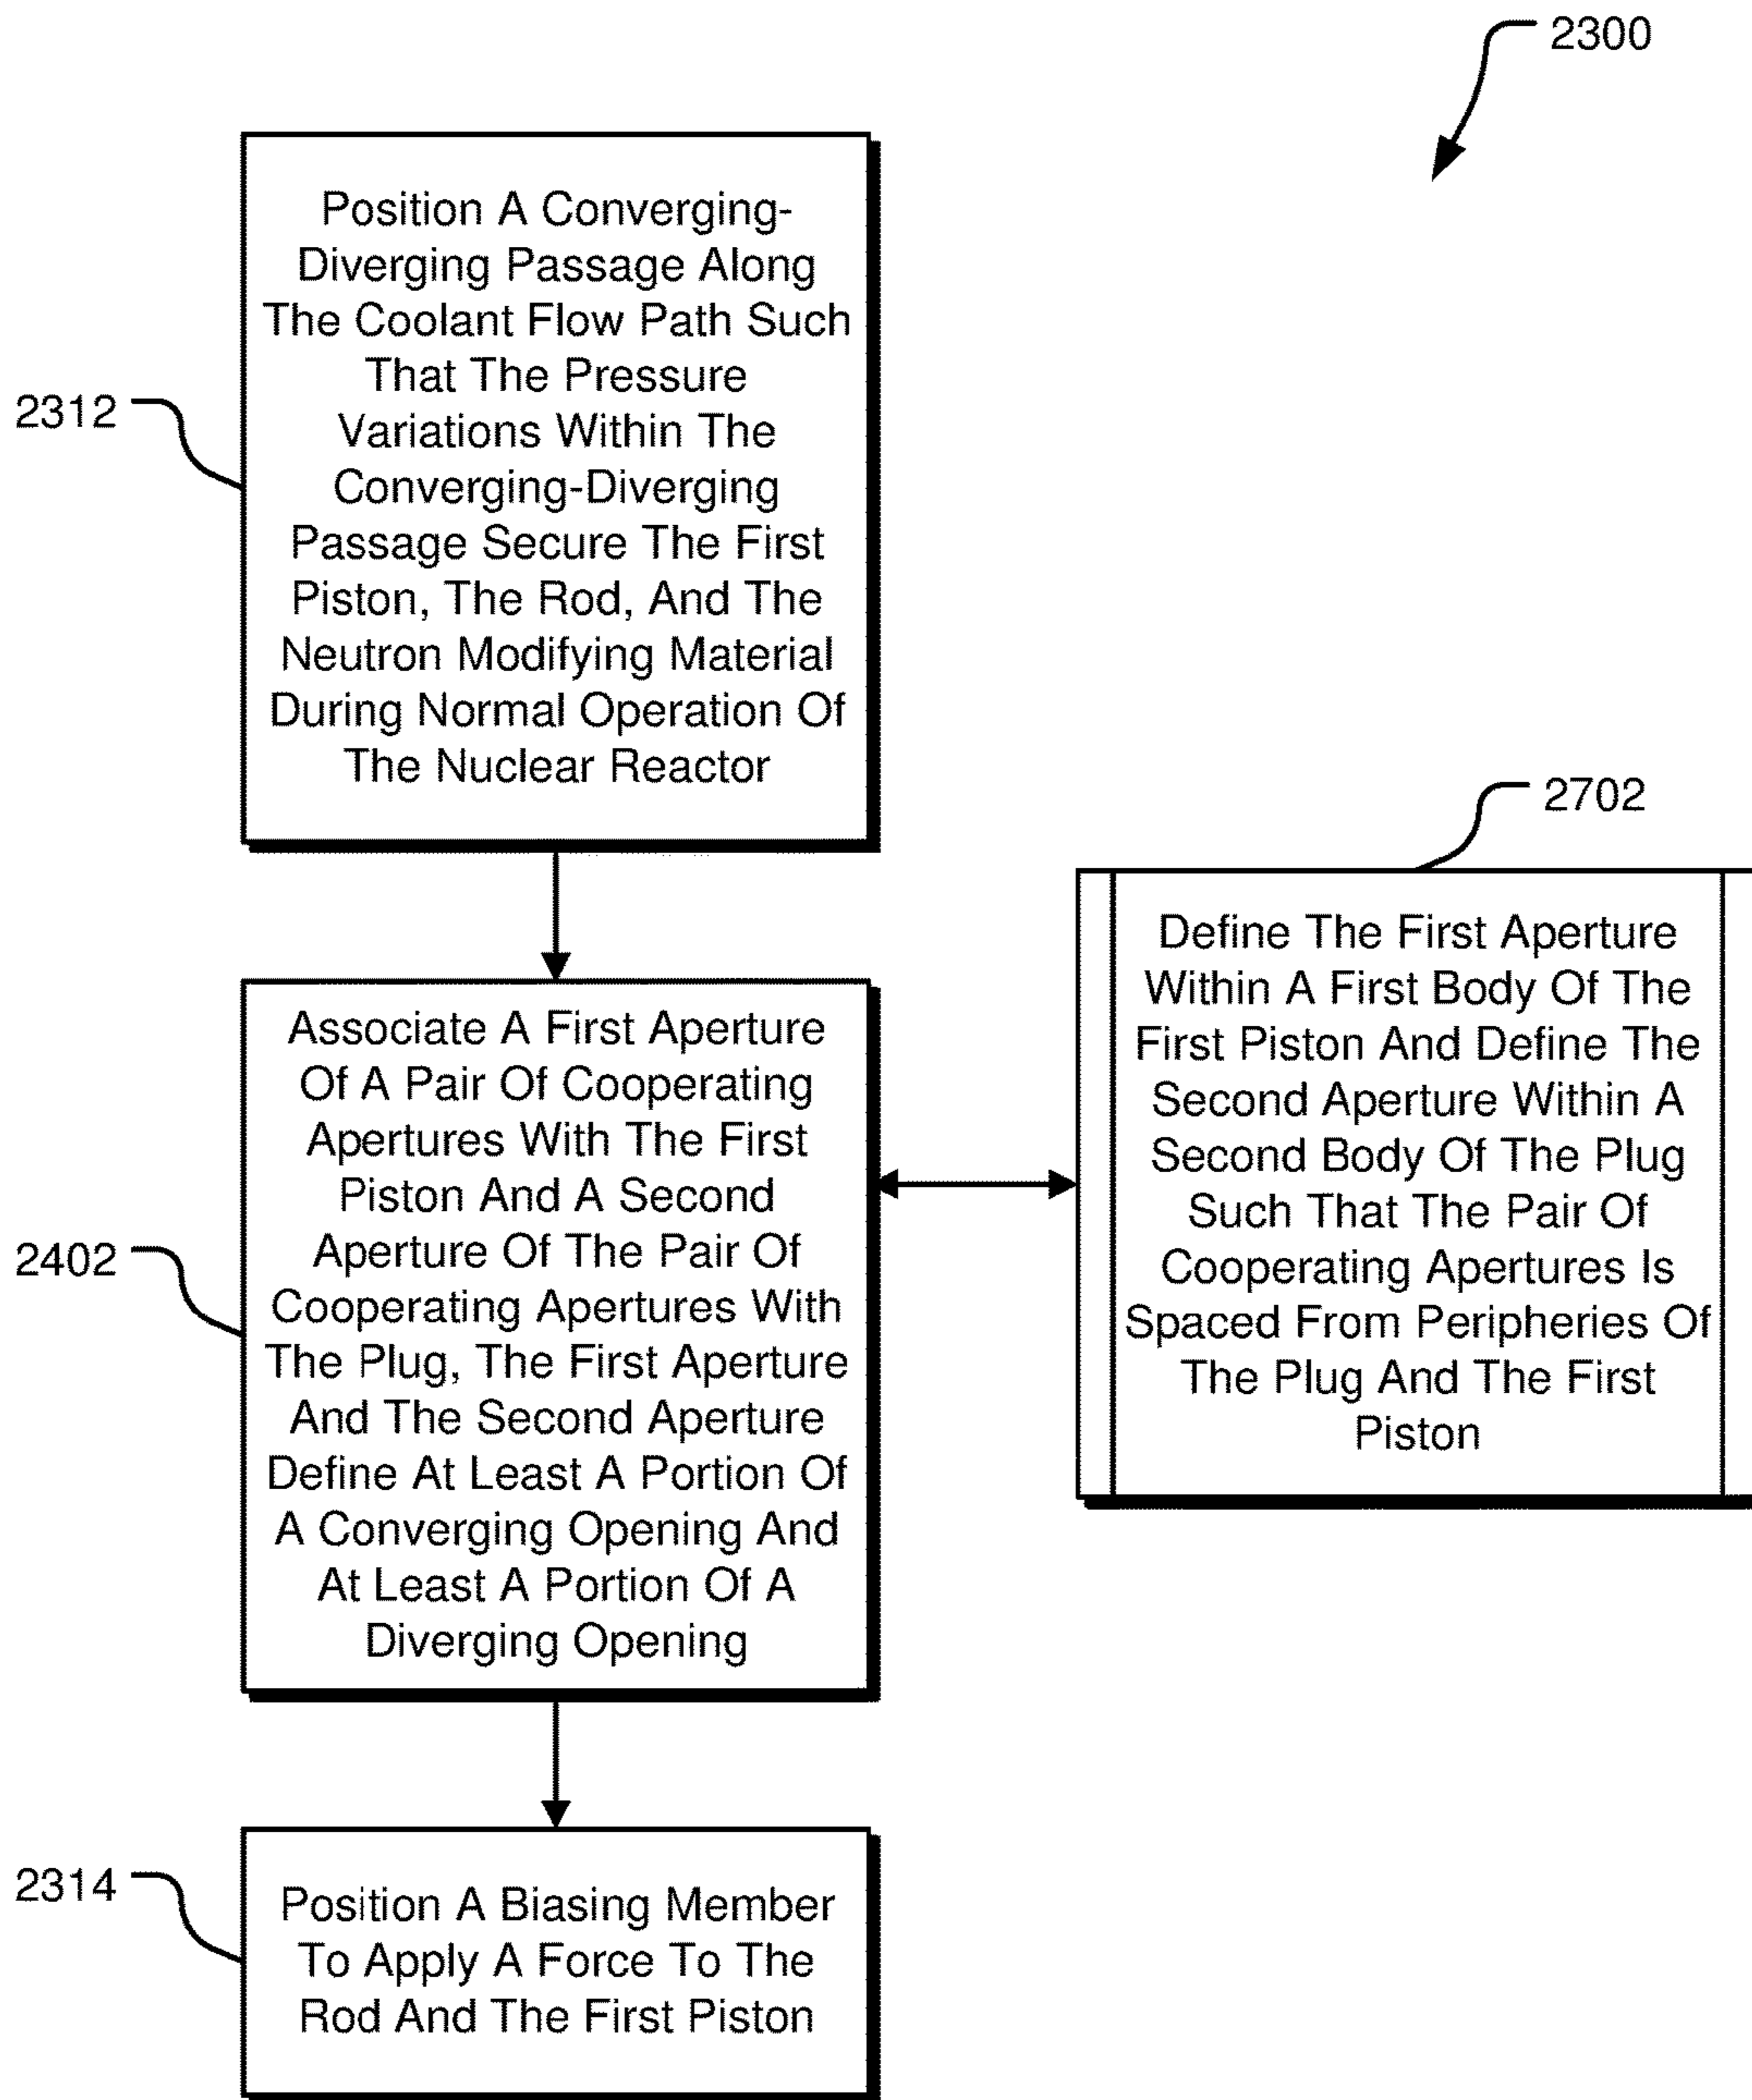 2300
Position A Converging-
Diverging Passage Along
The Coolant Flow Path Such
That The Pressure
Variations Within The
Converging-Diverging
Passage Secure The First
Piston, The Rod, And The
Neutron Modifying Material
During Normal Operation Of
The Nuclear Reactor
2312
2702
Define The First Aperture
Within A First Body Of The
First Piston And Define The
Second Aperture Within A
Second Body Of The Plug
Such That The Pair Of
Cooperating Apertures Is
Spaced From Peripheries Of
The Plug And The First
Piston
Associate A First Aperture
Of A Pair Of Cooperating
Apertures With The First
Piston And A Second
Aperture Of The Pair Of
Cooperating Apertures With
The Plug, The First Aperture
And The Second Aperture
Define At Least A Portion Of
A Converging Opening And
At Least A Portion Of A
Diverging Opening
2402
2314
Position A Biasing Member
To Apply A Force To The
Rod And The First Piston